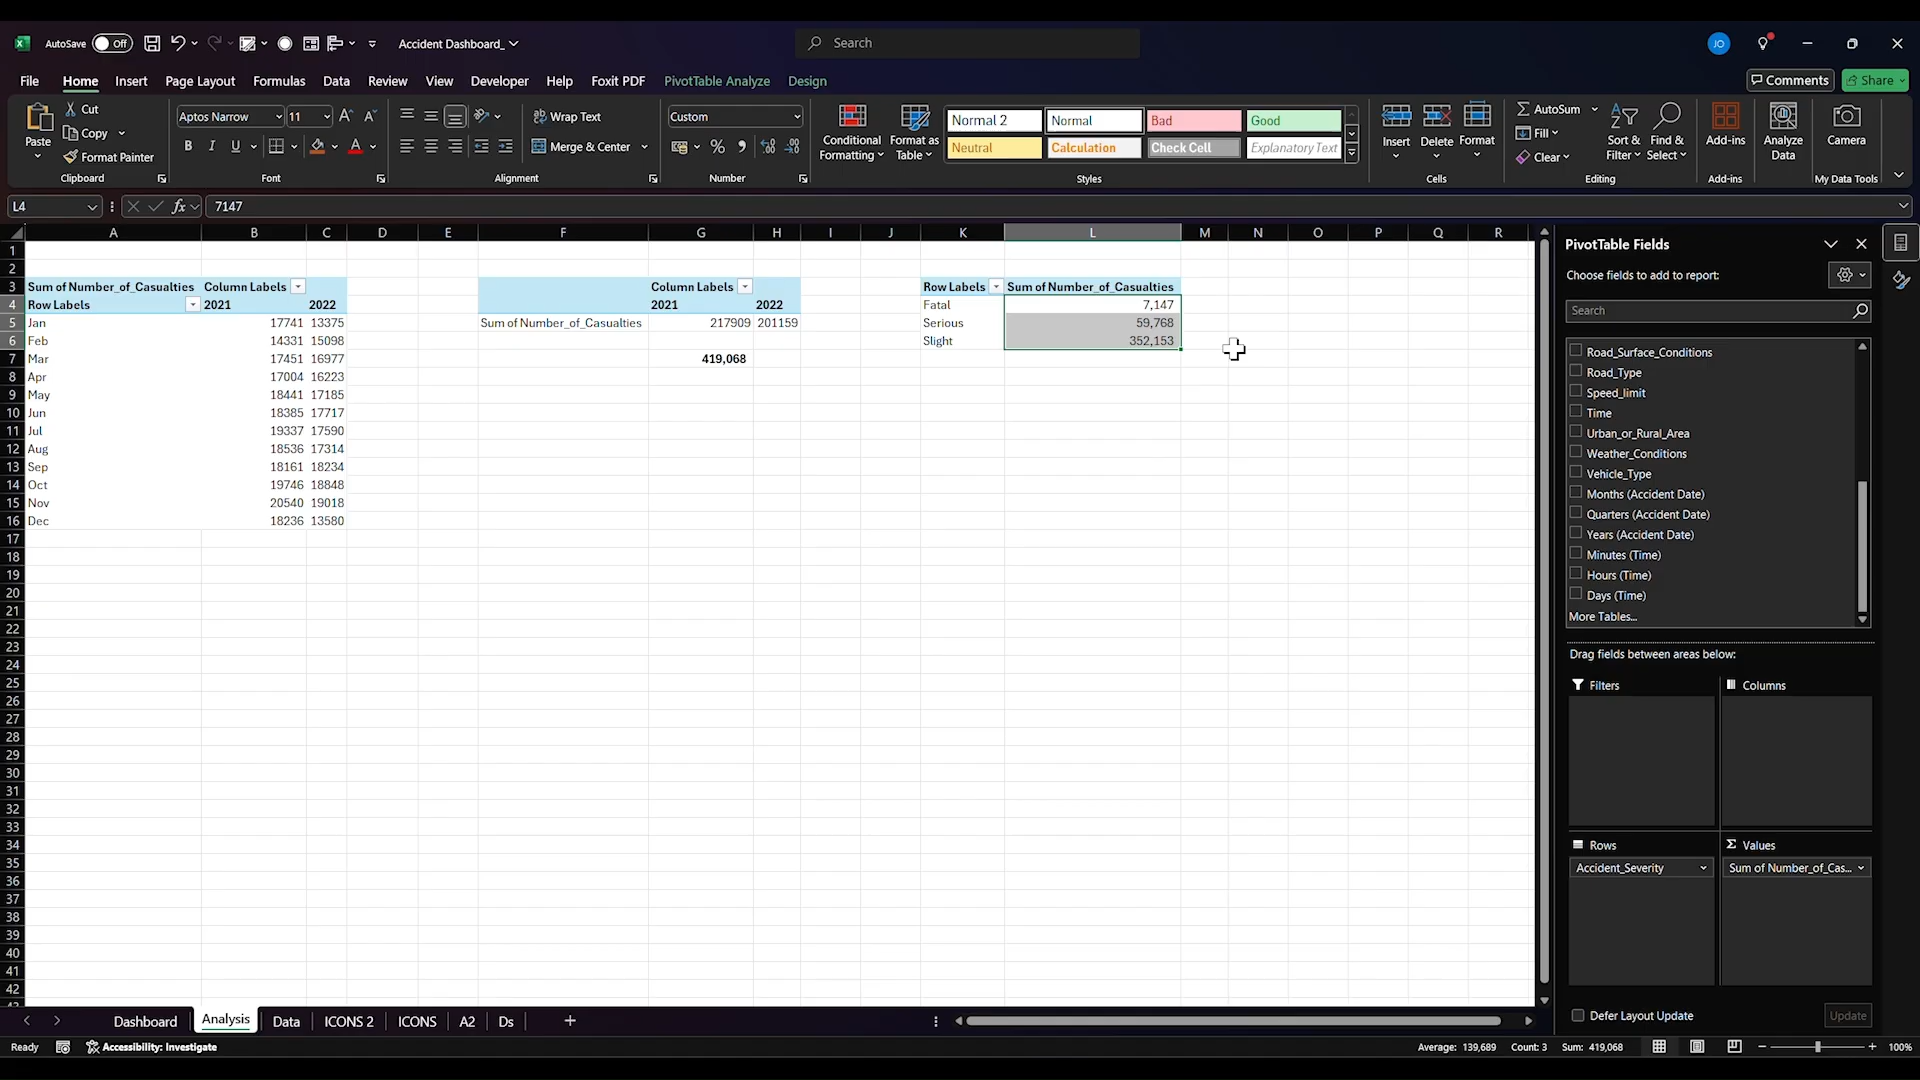 AutoSave Off Accident Dashboard_ Search JO
File Home Insert Page Layout Formulas Data Review View Developer Help Foxit PDF PivotTable Analyze Design Comments Share
Paste Cut Copy Format Painter Clipboard
Aptos Narrow 11 B I U A Font
Wrap Text Merge & Center Alignment
Custom % Number
Conditional Formatting Format as Table
Normal 2 Normal Bad Good
Neutral Calculation Check Cell Explanatory Text
Styles
Insert Delete Format Cells
AutoSum Fill Clear Sort & Filter Find & Select Editing
Add-ins Add-ins
Analyze Data Camera My Data Tools
L4 fx 7147
A B C D E F G H I J K L M N O P Q R
1
2
3 Sum of Number_of_Casualties Column Labels Column Labels Row Labels Sum of Number_of_Casualties
4 Row Labels 2021 2022 2021 2022 Fatal 7,147
5 Jan 17741 13375 Sum of Number_of_Casualties 217909 201159 Serious 59,768
6 Feb 14331 15098 Slight 352,153
7 Mar 17451 16977 419,068
8 Apr 17004 16223
9 May 18441 17185
10 Jun 18385 17717
11 Jul 19337 17590
12 Aug 18536 17314
13 Sep 18161 18234
14 Oct 19746 18848
15 Nov 20540 19018
16 Dec 18236 13580
17
18
19
20
21
22
23
24
25
26
27
28
29
30
31
32
33
34
35
36
37
38
39
40
41
42
PivotTable Fields
Choose fields to add to report:
Search
Road_Surface_Conditions
Road_Type
Speed_limit
Time
Urban_or_Rural_Area
Weather_Conditions
Vehicle_Type
Months (Accident Date)
Quarters (Accident Date)
Years (Accident Date)
Minutes (Time)
Hours (Time)
Days (Time)
More Tables...
Drag fields between areas below:
Filters Columns
Rows Σ Values
Accident_Severity Sum of Number_of_Cas...
Defer Layout Update Update
Dashboard Analysis Data ICONS 2 ICONS A2 Ds
Ready Accessibility: Investigate Average: 139,689 Count: 3 Sum: 419,068 100%